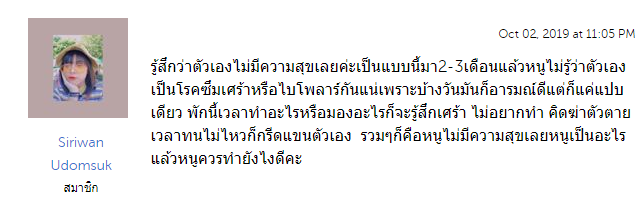 Oct 02, 2019 at 11:05 PM
รู้สึกว่าตัวเองไม่มีความสุขเลยค่ะเป็นแบบนี้มา2-3เดือนแล้วหนูไม่รู้ว่าตัวเอง
เป็นโรคซึ่มเศร้าหรือไบโพลาร์กันแน่เพราะบ้างวันมันก็อารมณ์ดีแต่ก็แค่แปบ
เดียว พักนี้เวลาทำอะไรหรือมองอะไรก็จะรู้สึกเศร้า ไม่อยากทำ คิดฆ่าตัวตาย
เวลาทนไม่ไหวก็กรีดแขนตัวเอง รวมๆก็คือหนูไม่มีความสุขเลยหนูเป็นอะไร
แล้วหนูควรทำยังไงดีคะ
Siriwan
Udomsuk
สมาชิก